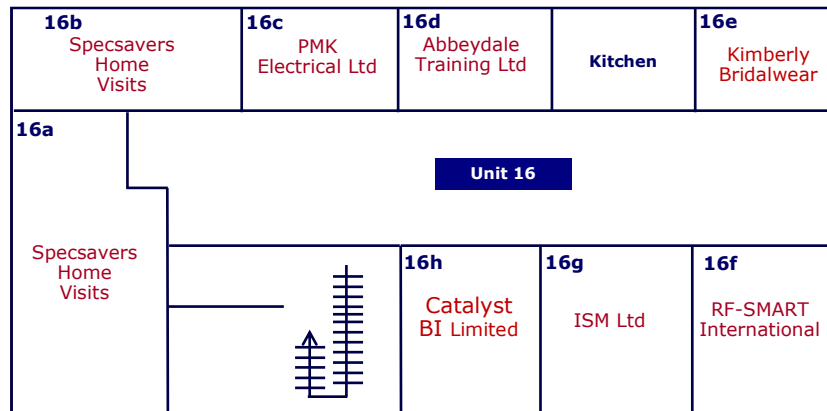 16b
Specsavers
Home
Visits
16c
PMK
Electrical Ltd
16d
Abbeydale
Training Ltd
Kitchen
16e
Kimberly
Bridalwear
16a
Specsavers
Home
Visits
Unit 16
16h
Catalyst
BI Limited
16g
ISM Ltd
16f
RF-SMART
International